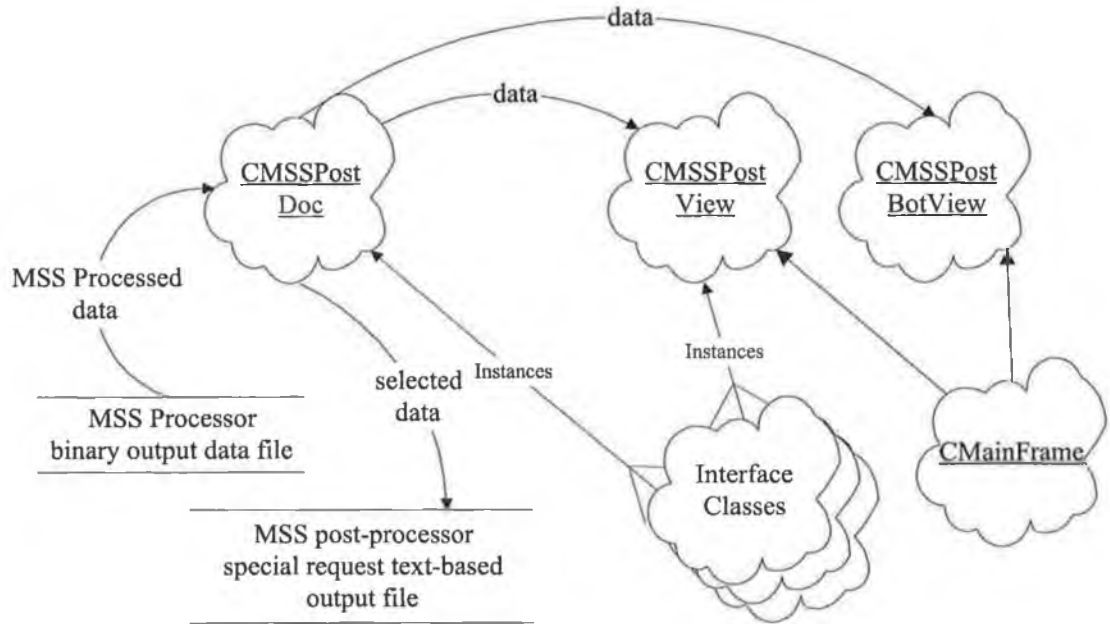 data
data
CMSSPost
Doc
CMSSPost
View
CMSSPost
BotView
MSS Processed
data
Instances
Instances
selected
data
MSS Processor
binary output data file
Interface
Classes
CMainFrame
MSS post-processor
special request text-based
output file